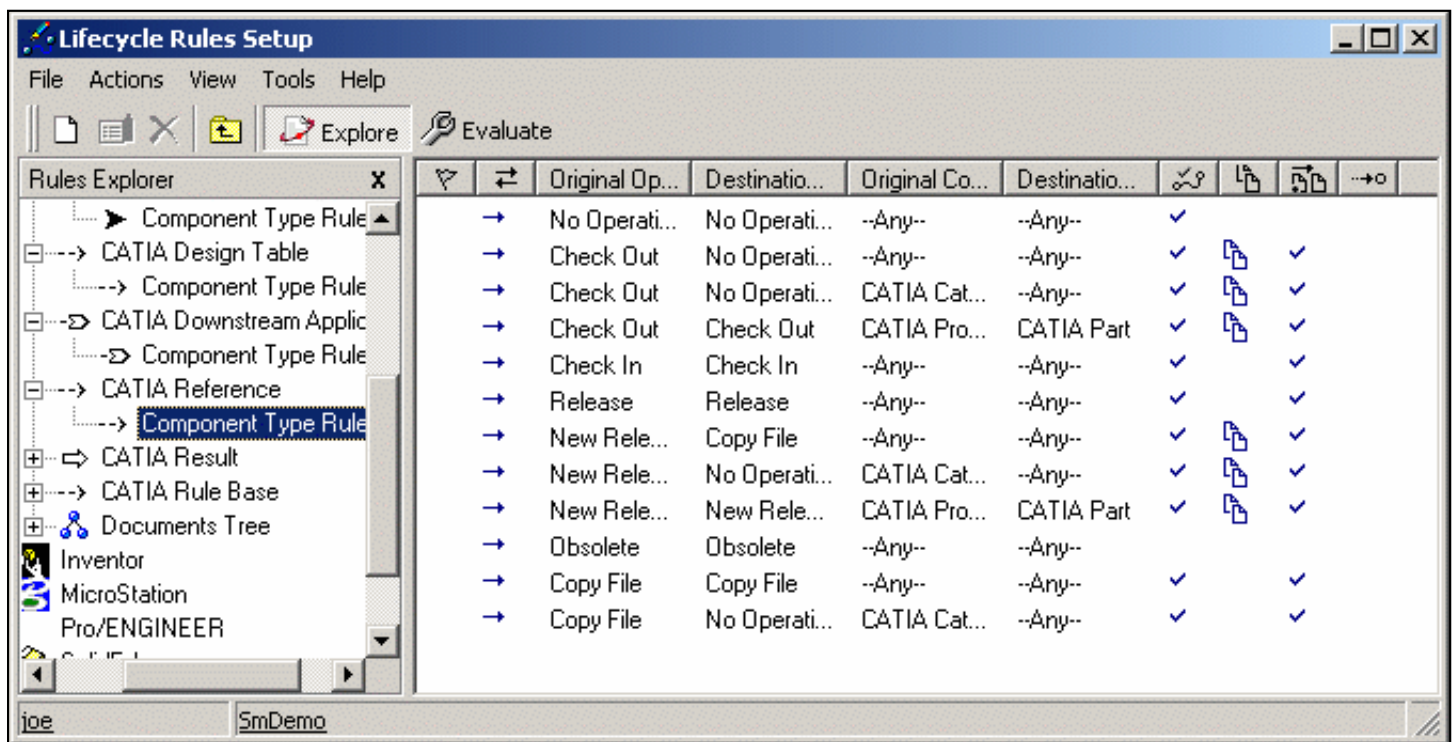 Lifecycle Rules Setup
File Actions View Tools Help
Explore Evaluate
Rules Explorer x
Original Op... Destinatio... Original Co... Destinatio...
Component Type Rule
CATIA Design Table
Component Type Rule
CATIA Downstream Applic
Component Type Rule
CATIA Reference
Component Type Rule
CATIA Result
CATIA Rule Base
Documents Tree
Inventor
MicroStation
Pro/ENGINEER
No Operati... No Operati... --Any-- --Any--
Check Out No Operati... --Any-- --Any--
Check Out No Operati... CATIA Cat... --Any--
Check Out Check Out CATIA Pro... CATIA Part
Check In Check In --Any-- --Any--
Release Release --Any-- --Any--
New Rele... Copy File --Any-- --Any--
New Rele... No Operati... CATIA Cat... --Any--
New Rele... New Rele... CATIA Pro... CATIA Part
Obsolete Obsolete --Any-- --Any--
Copy File Copy File --Any-- --Any--
Copy File No Operati... CATIA Cat... --Any--
joe SmDemo